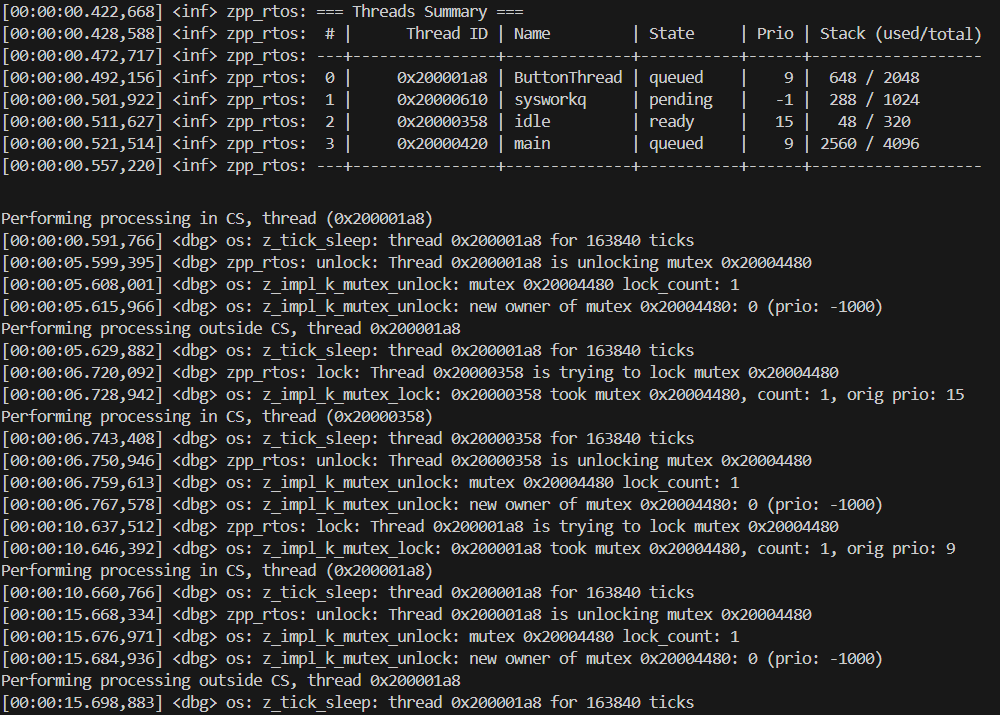 [00:00:00.422,668] <inf> zpp_rtos: === Threads Summary ===
[00:00:00.428,588] <inf> zpp_rtos:  # |      Thread ID | Name         | State     | Prio | Stack (used/total)
[00:00:00.472,717] <inf> zpp_rtos: ---+----------------+--------------+-----------+------+-------------------
[00:00:00.492,156] <inf> zpp_rtos:  0 |     0x200001a8 | ButtonThread | queued    |    9 |  648 / 2048
[00:00:00.501,922] <inf> zpp_rtos:  1 |     0x20000610 | sysworkq     | pending   |   -1 |  288 / 1024
[00:00:00.511,627] <inf> zpp_rtos:  2 |     0x20000358 | idle         | ready     |   15 |   48 / 320
[00:00:00.521,514] <inf> zpp_rtos:  3 |     0x20000420 | main         | queued    |    9 | 2560 / 4096
[00:00:00.557,220] <inf> zpp_rtos: ---+----------------+--------------+-----------+------+-------------------
Performing processing in CS, thread (0x200001a8)
[00:00:00.591,766] <dbg> os: z_tick_sleep: thread 0x200001a8 for 163840 ticks
[00:00:05.599,395] <dbg> zpp_rtos: unlock: Thread 0x200001a8 is unlocking mutex 0x20004480
[00:00:05.608,001] <dbg> os: z_impl_k_mutex_unlock: mutex 0x20004480 lock_count: 1
[00:00:05.615,966] <dbg> os: z_impl_k_mutex_unlock: new owner of mutex 0x20004480: 0 (prio: -1000)
Performing processing outside CS, thread 0x200001a8
[00:00:05.629,882] <dbg> os: z_tick_sleep: thread 0x200001a8 for 163840 ticks
[00:00:06.720,092] <dbg> zpp_rtos: lock: Thread 0x20000358 is trying to lock mutex 0x20004480
[00:00:06.728,942] <dbg> os: z_impl_k_mutex_lock: 0x20000358 took mutex 0x20004480, count: 1, orig prio: 15
Performing processing in CS, thread (0x20000358)
[00:00:06.743,408] <dbg> os: z_tick_sleep: thread 0x20000358 for 163840 ticks
[00:00:06.750,946] <dbg> zpp_rtos: unlock: Thread 0x20000358 is unlocking mutex 0x20004480
[00:00:06.759,613] <dbg> os: z_impl_k_mutex_unlock: mutex 0x20004480 lock_count: 1
[00:00:06.767,578] <dbg> os: z_impl_k_mutex_unlock: new owner of mutex 0x20004480: 0 (prio: -1000)
[00:00:10.637,512] <dbg> zpp_rtos: lock: Thread 0x200001a8 is trying to lock mutex 0x20004480
[00:00:10.646,392] <dbg> os: z_impl_k_mutex_lock: 0x200001a8 took mutex 0x20004480, count: 1, orig prio: 9
Performing processing in CS, thread (0x200001a8)
[00:00:10.660,766] <dbg> os: z_tick_sleep: thread 0x200001a8 for 163840 ticks
[00:00:15.668,334] <dbg> zpp_rtos: unlock: Thread 0x200001a8 is unlocking mutex 0x20004480
[00:00:15.676,971] <dbg> os: z_impl_k_mutex_unlock: mutex 0x20004480 lock_count: 1
[00:00:15.684,936] <dbg> os: z_impl_k_mutex_unlock: new owner of mutex 0x20004480: 0 (prio: -1000)
Performing processing outside CS, thread 0x200001a8
[00:00:15.698,883] <dbg> os: z_tick_sleep: thread 0x200001a8 for 163840 ticks